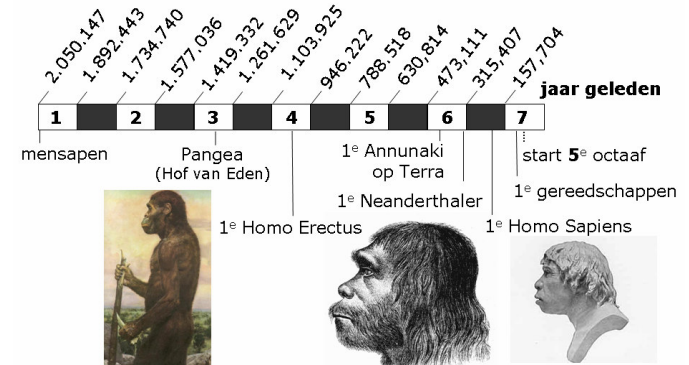 2.050.147
1.892.443
1.734.740
1.577.036
1.419.332
1.261.629
1.103.925
946.222
788.518
630,814
473,111
315,407
157,704
jaar geleden
1 2 3 4 5 6 7
mensapen
Pangea
(Hof van Eden)
1e Annunaki
op Terra
start 5e octaaf
1e gereedschappen
1e Neanderthaler
1e Homo Erectus
1e Homo Sapiens